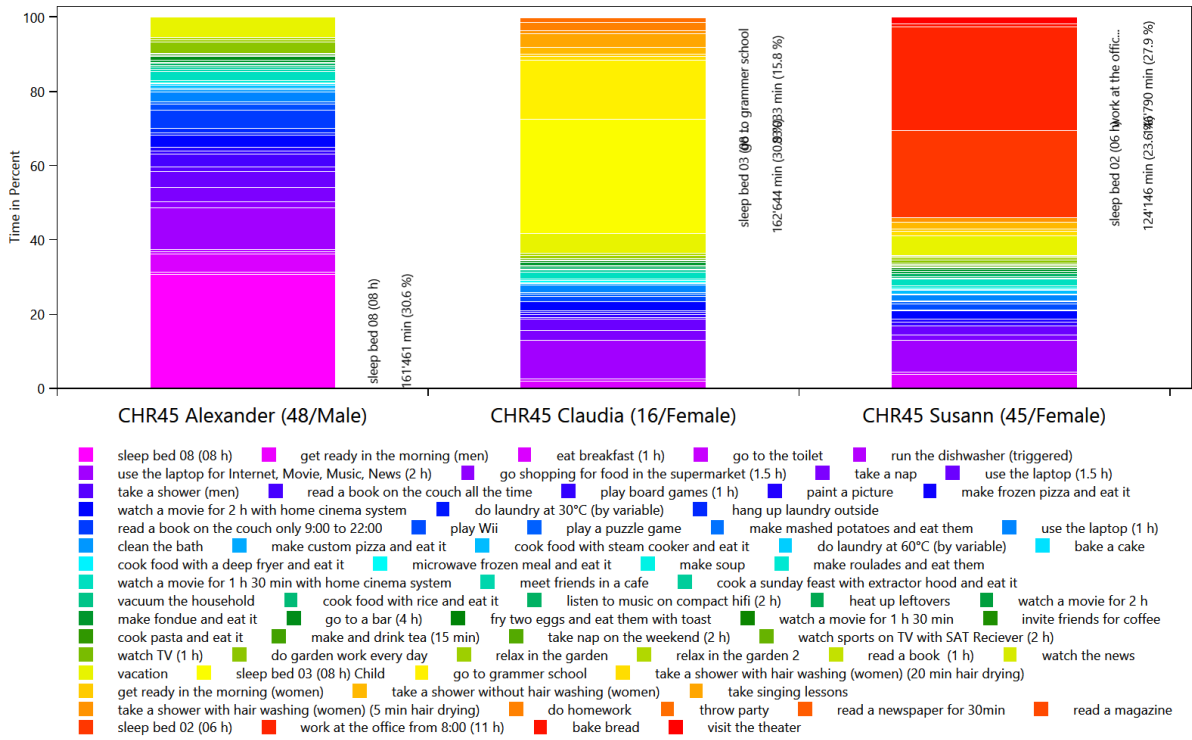 100
80
60
40
20
0
Time in Percent
sleep bed 08 (08 h)
161'461 min (30.6 %)
sleep bed 03 (08
go to grammer school
162'644 min (30.
min (15.8 %)
sleep bed 02 (06 h)
work at the offic...
124'146 min (23.6
790 min (27.9 %)
CHR45 Alexander (48/Male) CHR45 Claudia (16/Female) CHR45 Susann (45/Female)
sleep bed 08 (08 h) get ready in the morning (men) eat breakfast (1 h) go to the toilet run the dishwasher (triggered)
use the laptop for Internet, Movie, Music, News (2 h) go shopping for food in the supermarket (1.5 h) take a nap use the laptop (1.5 h)
take a shower (men) read a book on the couch all the time play board games (1 h) paint a picture make frozen pizza and eat it
watch a movie for 2 h with home cinema system do laundry at 30°C (by variable) hang up laundry outside
read a book on the couch only 9:00 to 22:00 play Wii play a puzzle game make mashed potatoes and eat them use the laptop (1 h)
clean the bath make custom pizza and eat it cook food with steam cooker and eat it do laundry at 60°C (by variable) bake a cake
cook food with a deep fryer and eat it microwave frozen meal and eat it make soup make roulades and eat them
watch a movie for 1 h 30 min with home cinema system meet friends in a cafe cook a sunday feast with extractor hood and eat it
vacuum the household cook food with rice and eat it listen to music on compact hifi (2 h) heat up leftovers watch a movie for 2 h
make fondue and eat it go to a bar (4 h) fry two eggs and eat them with toast watch a movie for 1 h 30 min invite friends for coffee
cook pasta and eat it make and drink tea (15 min) take nap on the weekend (2 h) watch sports on TV with SAT Reciever (2 h)
watch TV (1 h) do garden work every day relax in the garden relax in the garden 2 read a book (1 h) watch the news
vacation sleep bed 03 (08 h) Child go to grammer school take a shower with hair washing (women) (20 min hair drying)
get ready in the morning (women) take a shower without hair washing (women) take singing lessons
take a shower with hair washing (women) (5 min hair drying) do homework throw party read a newspaper for 30min read a magazine
sleep bed 02 (06 h) work at the office from 8:00 (11 h) bake bread visit the theater